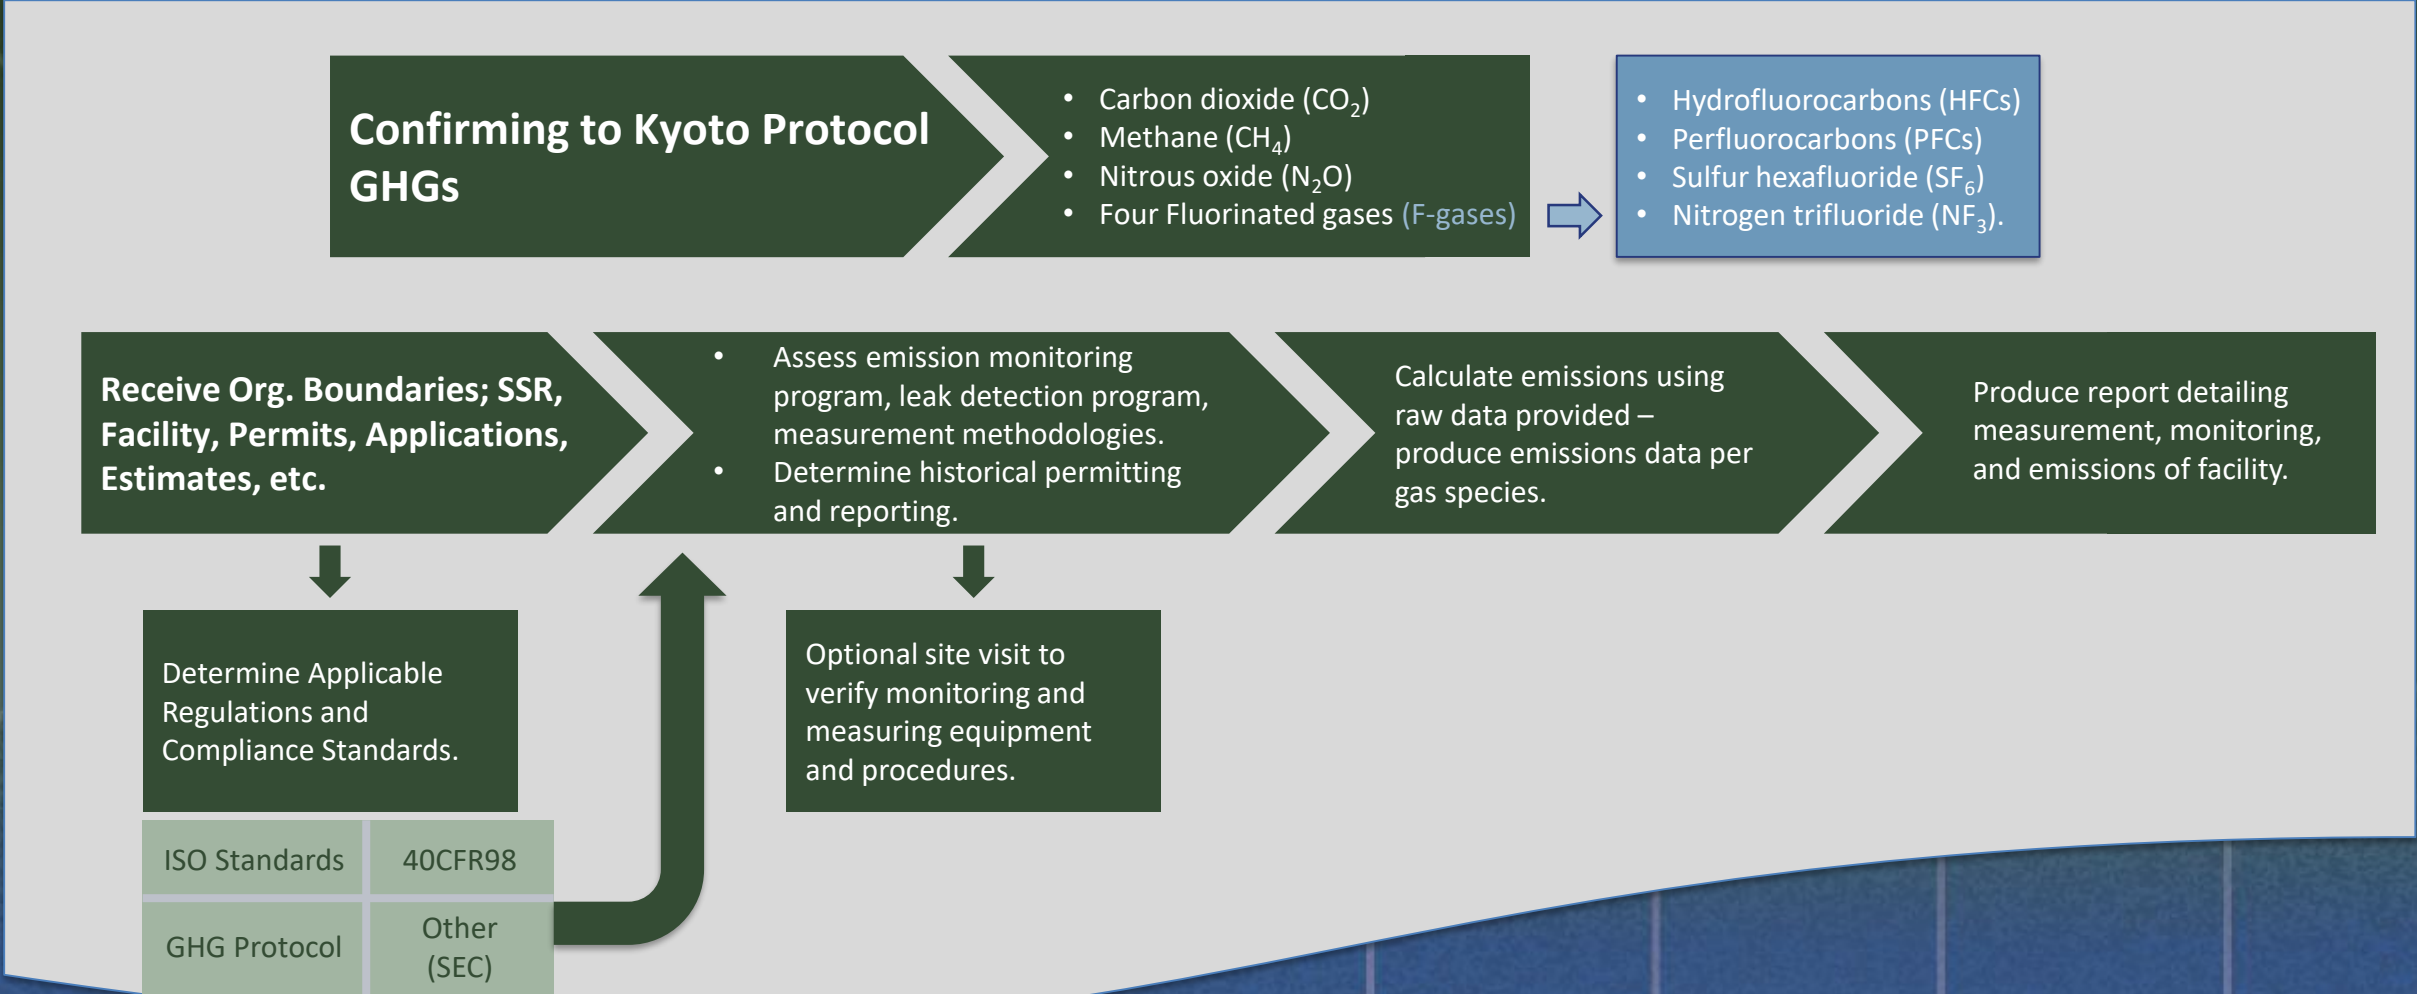 Confirming to Kyoto Protocol
GHGs
• Carbon dioxide (CO₂)
• Methane (CH₄)
• Nitrous oxide (N₂O)
• Four Fluorinated gases (F-gases)
• Hydrofluorocarbons (HFCs)
• Perfluorocarbons (PFCs)
• Sulfur hexafluoride (SF₆)
• Nitrogen trifluoride (NF₃).
Receive Org. Boundaries; SSR,
Facility, Permits, Applications,
Estimates, etc.
• Assess emission monitoring
program, leak detection program,
measurement methodologies.
• Determine historical permitting
and reporting.
Calculate emissions using
raw data provided –
produce emissions data per
gas species.
Produce report detailing
measurement, monitoring,
and emissions of facility.
Determine Applicable
Regulations and
Compliance Standards.
Optional site visit to
verify monitoring and
measuring equipment
and procedures.
ISO Standards
40CFR98
GHG Protocol
Other
(SEC)